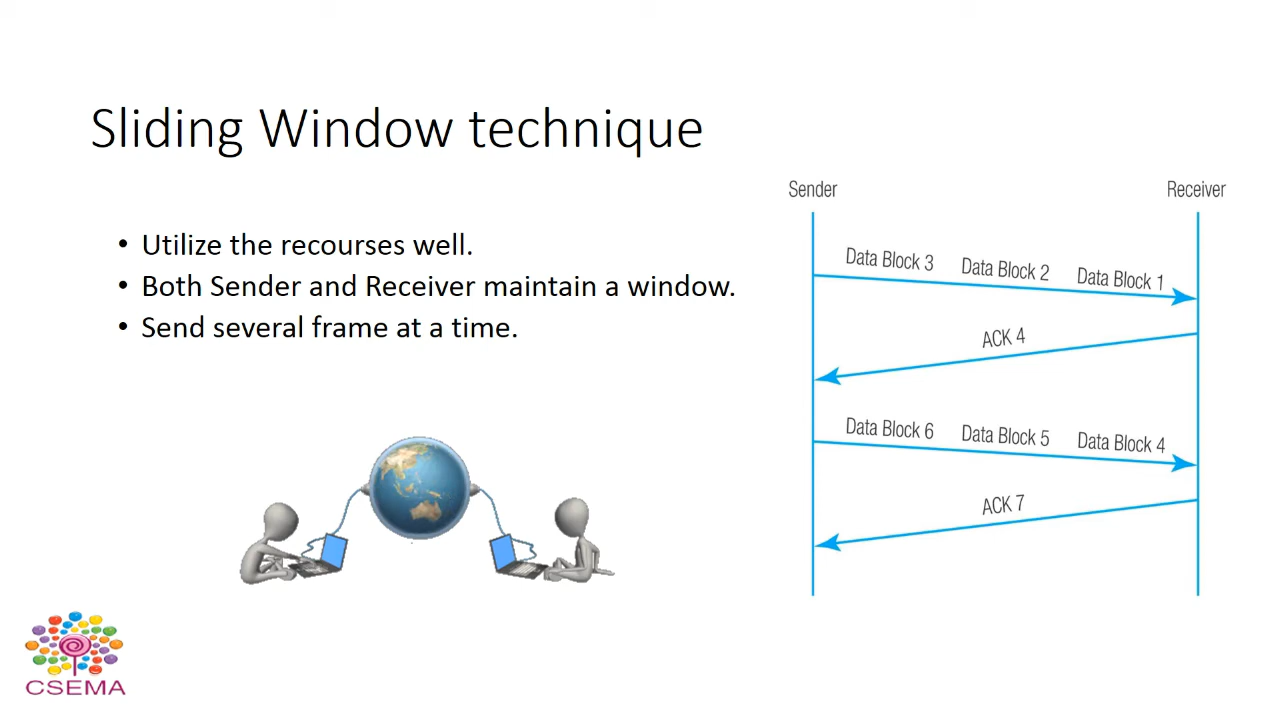 Sliding Window technique
• Utilize the recourses well.
• Both Sender and Receiver maintain a window.
• Send several frame at a time.
Sender Receiver
Data Block 3 Data Block 2 Data Block 1
ACK 4
Data Block 6 Data Block 5 Data Block 4
ACK 7
CSEMA